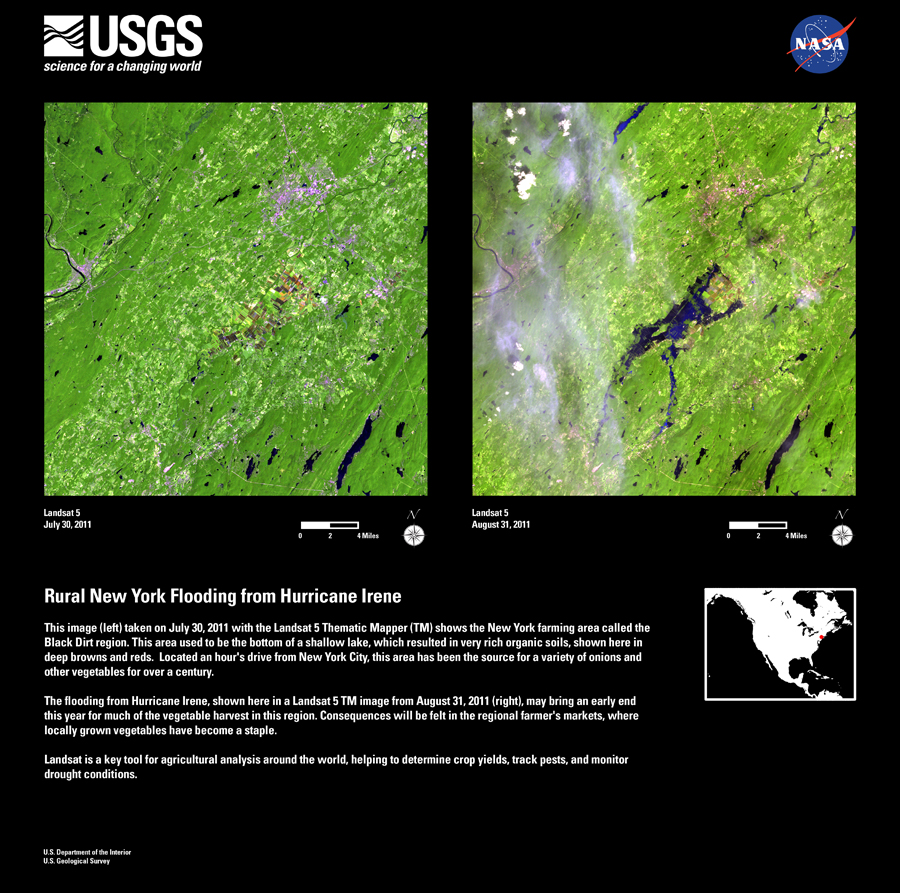 USGS
science for a changing world
NASA
Landsat 5
July 30, 2011
0 2 4 Miles
N
Landsat 5
August 31, 2011
0 2 4 Miles
N
Rural New York Flooding from Hurricane Irene
This image (left) taken on July 30, 2011 with the Landsat 5 Thematic Mapper (TM) shows the New York farming area called the
Black Dirt region. This area used to be the bottom of a shallow lake, which resulted in very rich organic soils, shown here in
deep browns and reds.  Located an hour's drive from New York City, this area has been the source for a variety of onions and
other vegetables for over a century.
The flooding from Hurricane Irene, shown here in a Landsat 5 TM image from August 31, 2011 (right), may bring an early end
this year for much of the vegetable harvest in this region. Consequences will be felt in the regional farmer's markets, where
locally grown vegetables have become a staple.
Landsat is a key tool for agricultural analysis around the world, helping to determine crop yields, track pests, and monitor
drought conditions.
U.S. Department of the Interior
U.S. Geological Survey